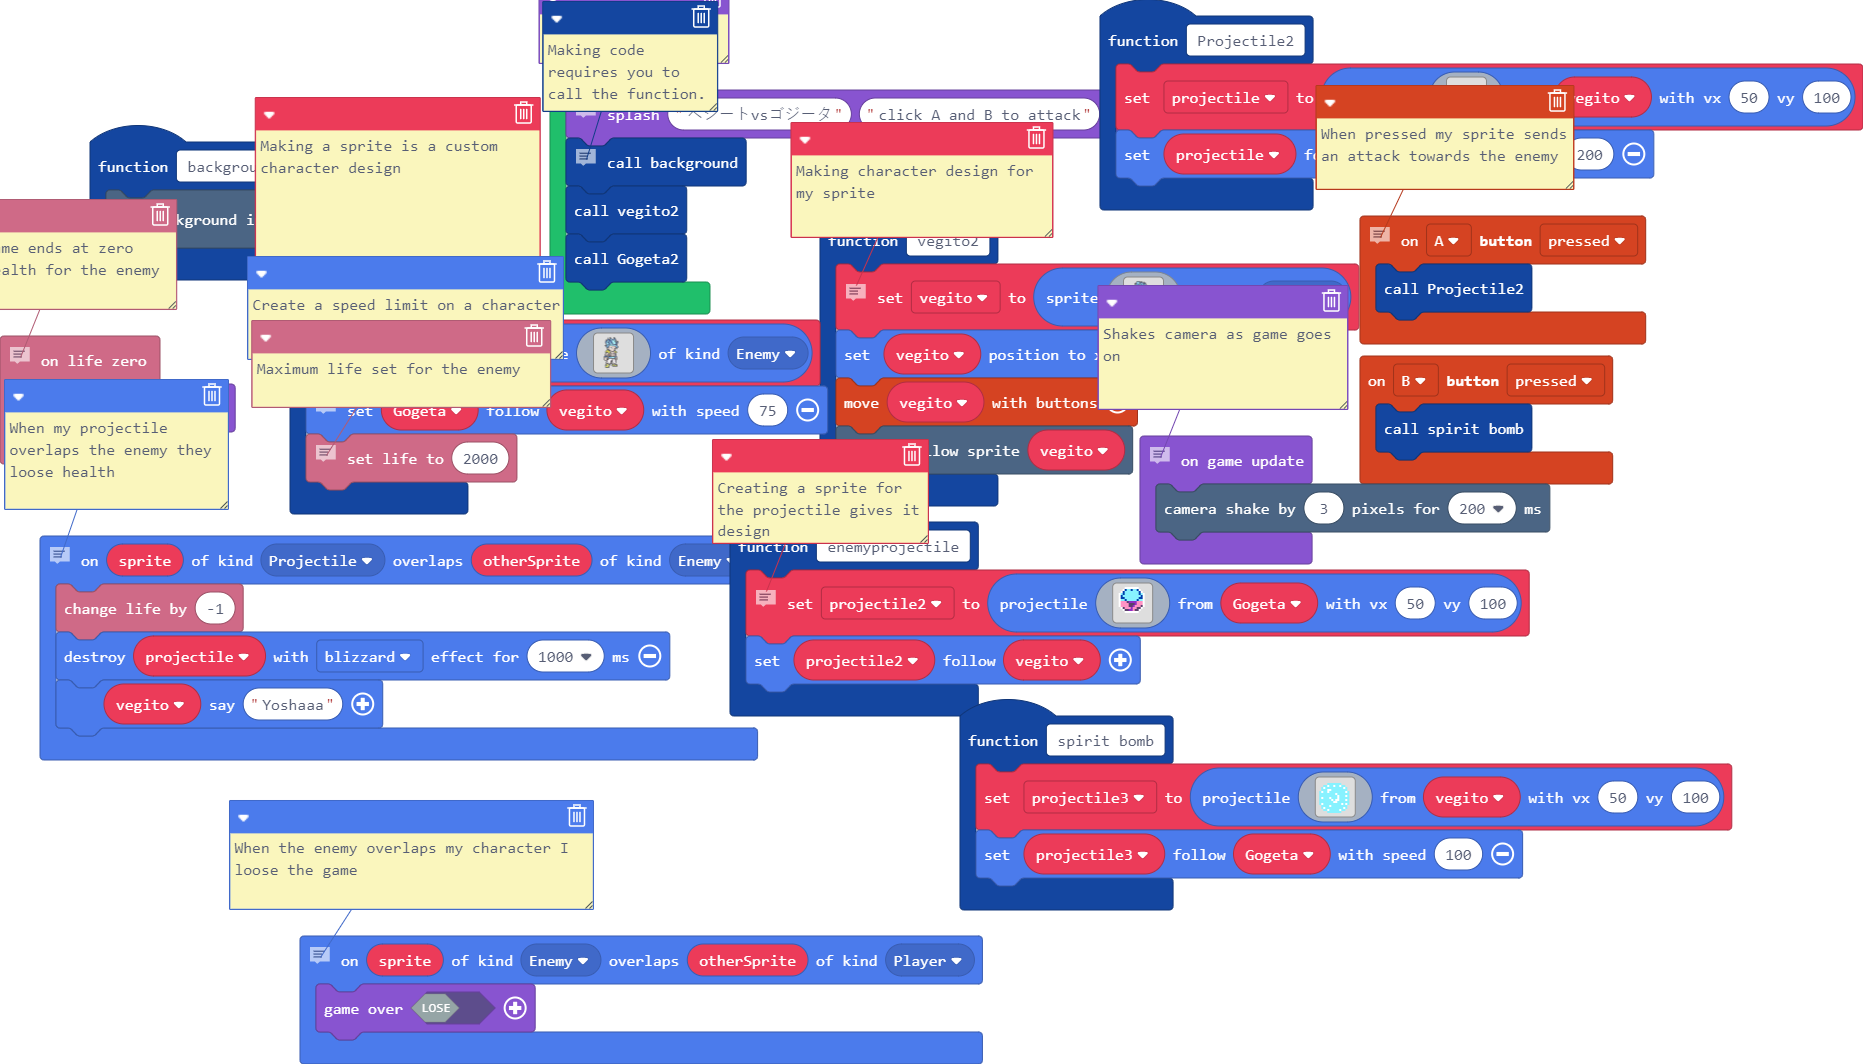 Making code
requires you to
call the function.
function Projectile2
set projectile to
vegito with vx 50 vy 100
set projectile
200
When pressed my sprite sends
an attack towards the enemy
on A button pressed
call Projectile2
on B button pressed
call spirit bomb
splash "ベジートvsゴジータ" "click A and B to attack"
call background
call vegito2
call Gogeta2
function
Making a sprite is a custom
character design
Making character design for
my sprite
function vegito2
set vegito to sprite
set vegito position to x
move vegito with buttons
sprite vegito
zero
for the enemy
on life zero
Create a speed limit on a character
Maximum life set for the enemy
of kind Enemy
set Gogeta follow vegito with speed 75
set life to 2000
Shakes camera as game goes
on
on game update
camera shake by 3 pixels for 200 ms
When my projectile
overlaps the enemy they
loose health
on sprite of kind Projectile overlaps otherSprite of kind Enemy
change life by -1
destroy projectile with blizzard effect for 1000 ms
vegito say "Yoshaaa"
Creating a sprite for
the projectile gives it
design
function enemyprojectile
set projectile2 to projectile from Gogeta with vx 50 vy 100
set projectile2 follow vegito
function spirit bomb
set projectile3 to projectile from vegito with vx 50 vy 100
set projectile3 follow Gogeta with speed 100
When the enemy overlaps my character I
loose the game
on sprite of kind Enemy overlaps otherSprite of kind Player
game over LOSE